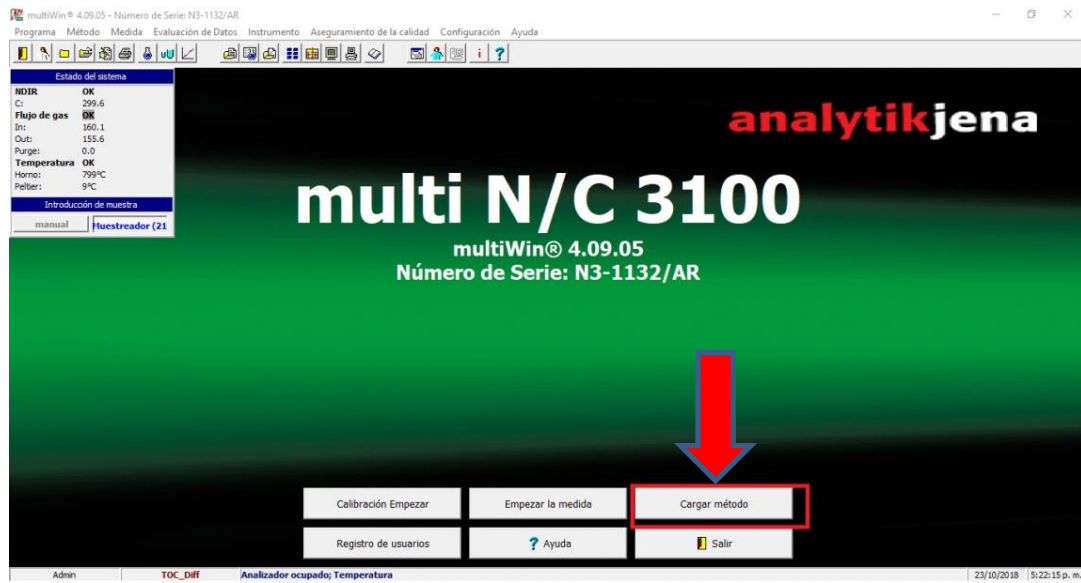 multiWin® 4.09.05 - Número de Serie: N3-1132/AR
Programa Método Medida Evaluación de Datos Instrumento Aseguramiento de la calidad Configuración Ayuda
Estado del sistema
NDIR OK
C: 299.6
Flujo de gas OK
In: 160.1
Out: 155.6
Purge: 0.0
Temperatura OK
Horno: 799°C
Peltier: 9°C
Introducción de muestra
manual Muestreador (21
analytikjena
multi N/C 3100
multiWin® 4.09.05
Número de Serie: N3-1132/AR
Calibración Empezar Empezar la medida Cargar método
Registro de usuarios ? Ayuda Salir
Admin TOC_Diff Analizador ocupado; Temperatura 23/10/2018 5:22:15 p. m.